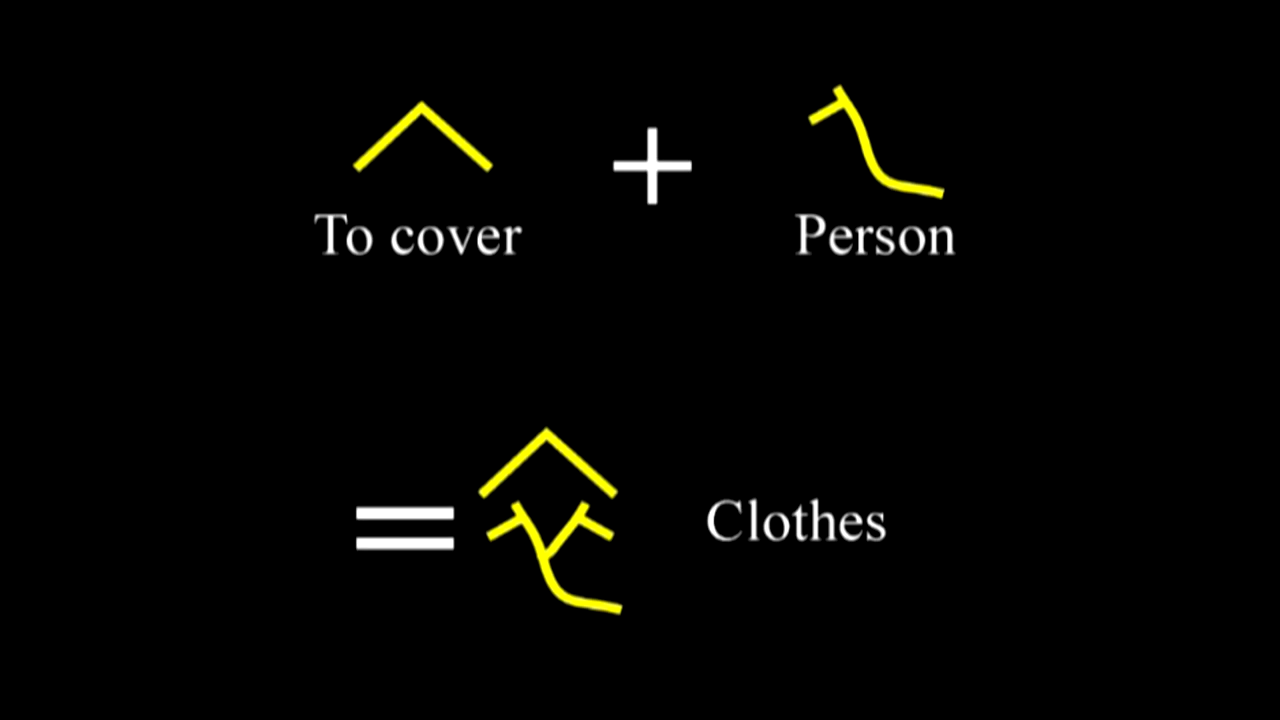 +
To cover Person
= Clothes